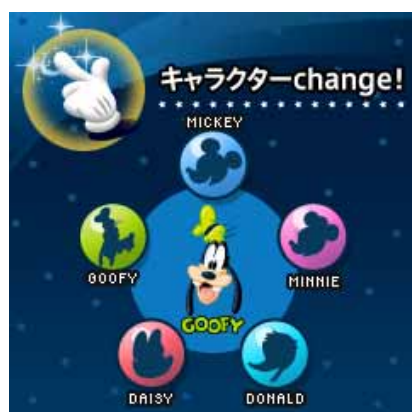 キャラクターchange!
MICKEY
GOOFY
MINNIE
GOOFY
DAISY
DONALD